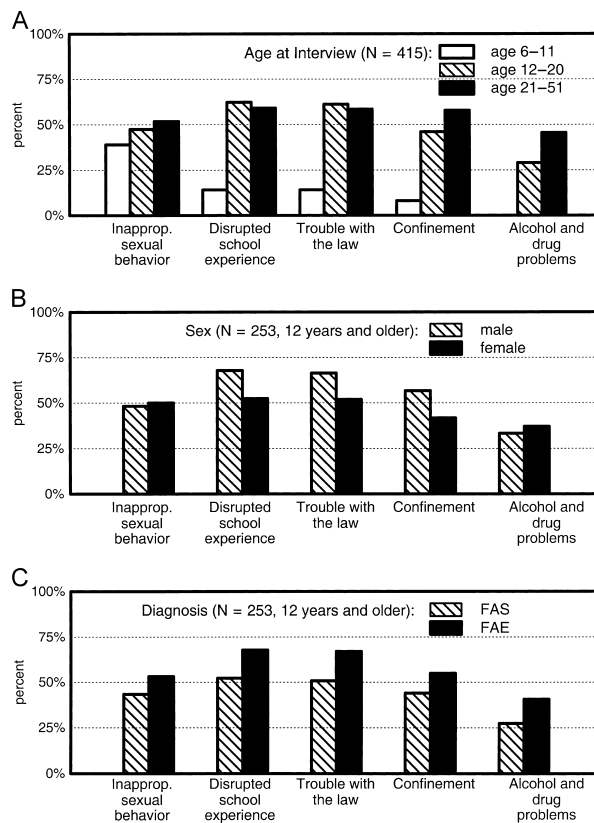 A
100%
75%
50%
25%
0%
percent
Age at Interview (N = 415):
age 6–11
age 12–20
age 21–51
Inapprop.
sexual
behavior
Disrupted
school
experience
Trouble with
the law
Confinement
Alcohol and
drug
problems
B
100%
75%
50%
25%
0%
percent
Sex (N = 253, 12 years and older):
male
female
Inapprop.
sexual
behavior
Disrupted
school
experience
Trouble with
the law
Confinement
Alcohol and
drug
problems
C
100%
75%
50%
25%
0%
percent
Diagnosis (N = 253, 12 years and older):
FAS
FAE
Inapprop.
sexual
behavior
Disrupted
school
experience
Trouble with
the law
Confinement
Alcohol and
drug
problems